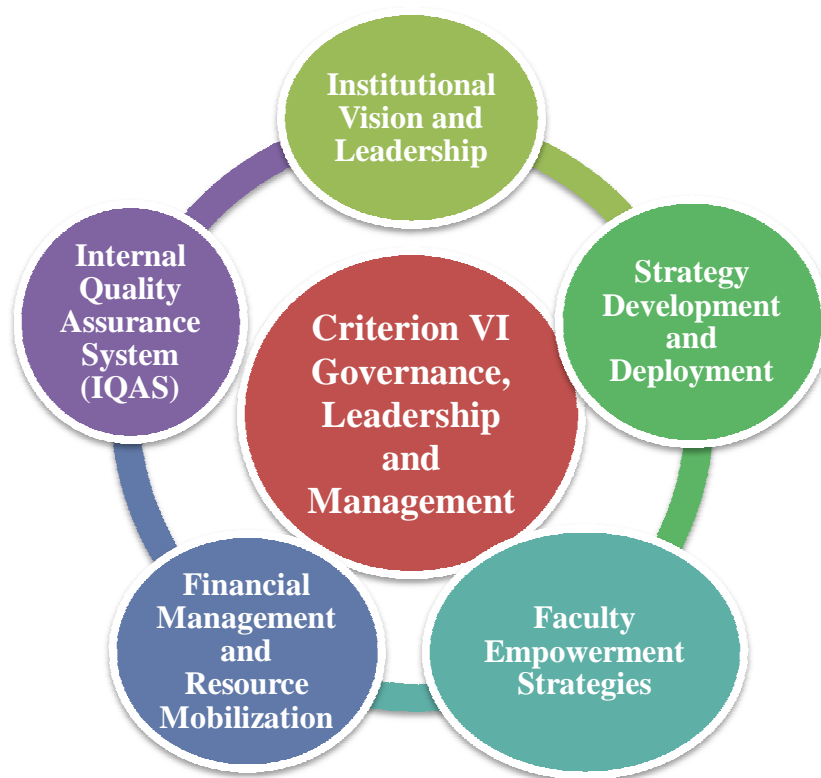 Institutional
Vision and
Leadership
Strategy
Development
and
Deployment
Faculty
Empowerment
Strategies
Financial
Management
and
Resource
Mobilization
Internal
Quality
Assurance
System
(IQAS)
Criterion VI
Governance,
Leadership
and
Management